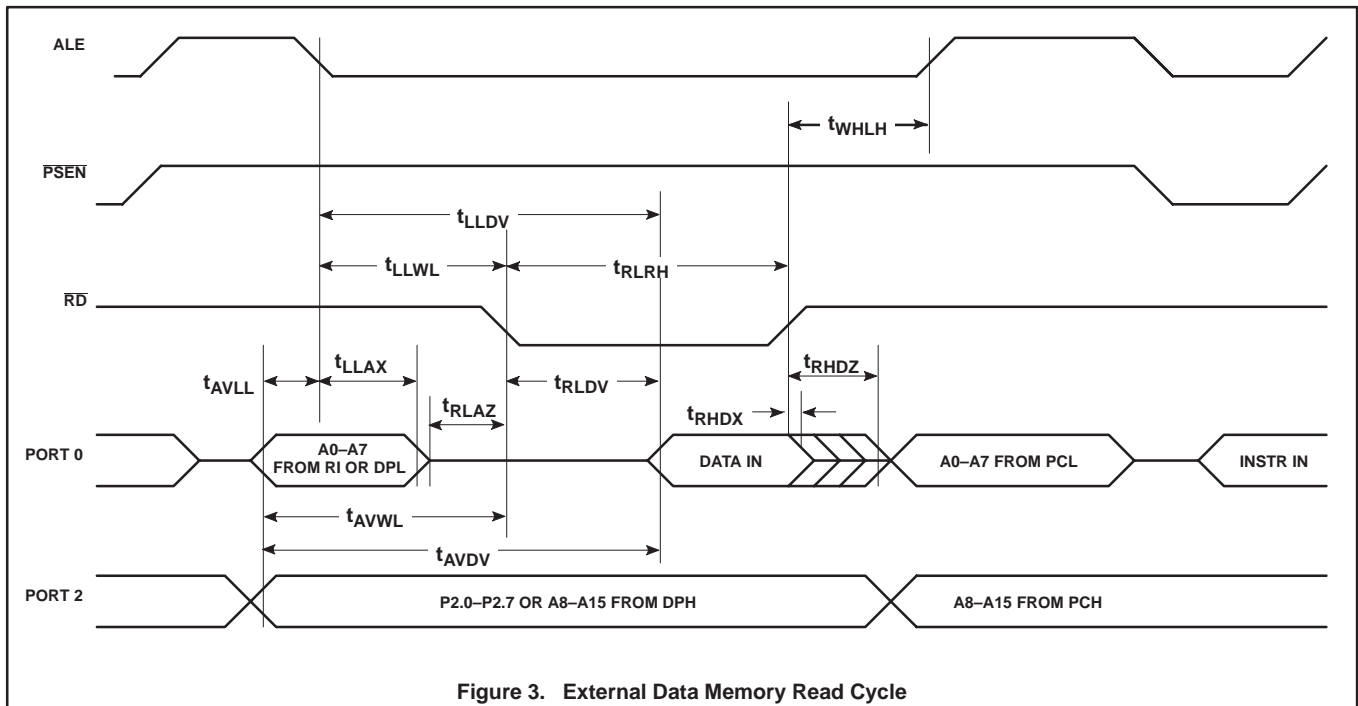 ALE
tWHLH
PSEN
tLLDV
tLLWL
tRLRH
RD
tAVLL
tLLAX
tRLAZ
tRLDV
tRHDZ
tRHDX
PORT 0
A0–A7
FROM RI OR DPL
DATA IN
A0–A7 FROM PCL
INSTR IN
tAVWL
tAVDV
PORT 2
P2.0–P2.7 OR A8–A15 FROM DPH
A8–A15 FROM PCH
Figure 3. External Data Memory Read Cycle